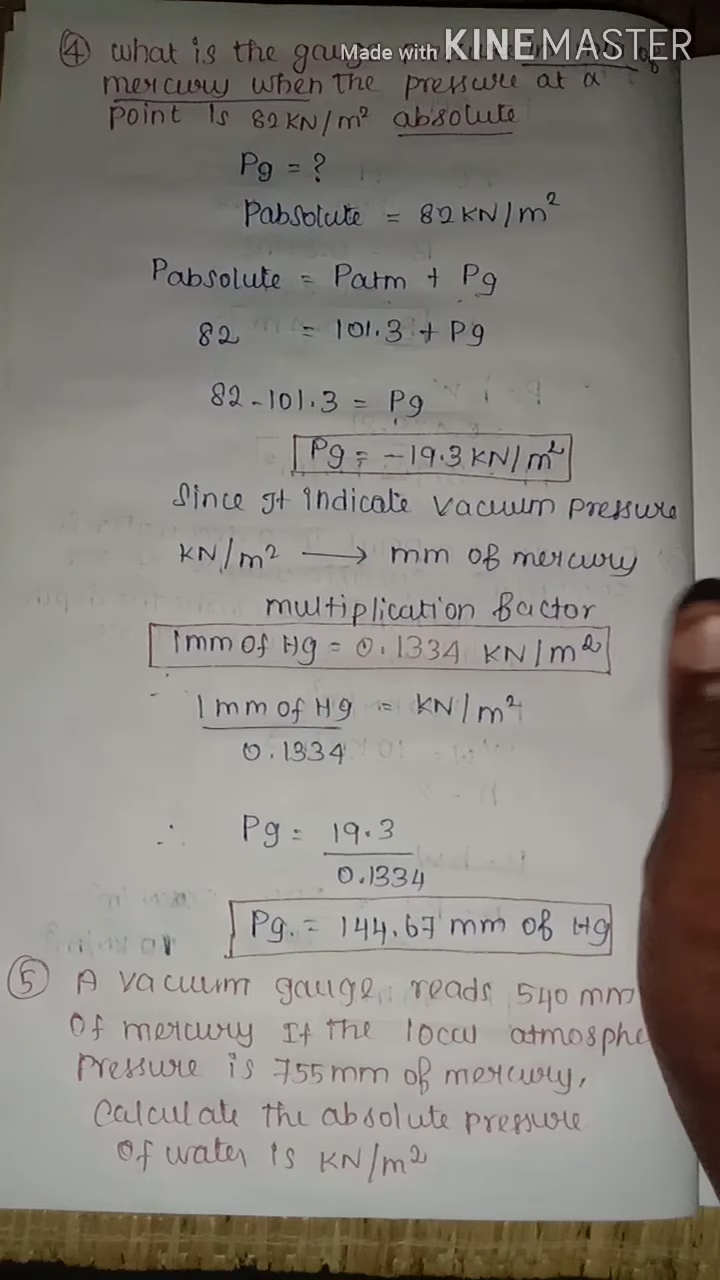 ④ what is the gauge
Made with KINEMASTER
mercury when the pressure at a
point is 82 KN/m² absolute
Pg = ?
Pabsolute = 82 KN/m²
Pabsolute = Patm + Pg
82 = 101.3 + Pg
82 - 101.3 = Pg
Pg = -19.3 KN/m²
Since It indicate vacuum pressure
KN/m² → mm of mercury
multiplication factor
1mm of Hg = 0.1334 KN/m²
1 mm of Hg = KN/m²
0.1334
∴ Pg = 19.3
0.1334
Pg. = 144.67 mm of Hg
⑤ A vacuum gauge reads 540 mm
Of mercury If the local atmosphe
pressure is 755mm of mercury,
Calculate the absolute pressure
Of water is KN/m²